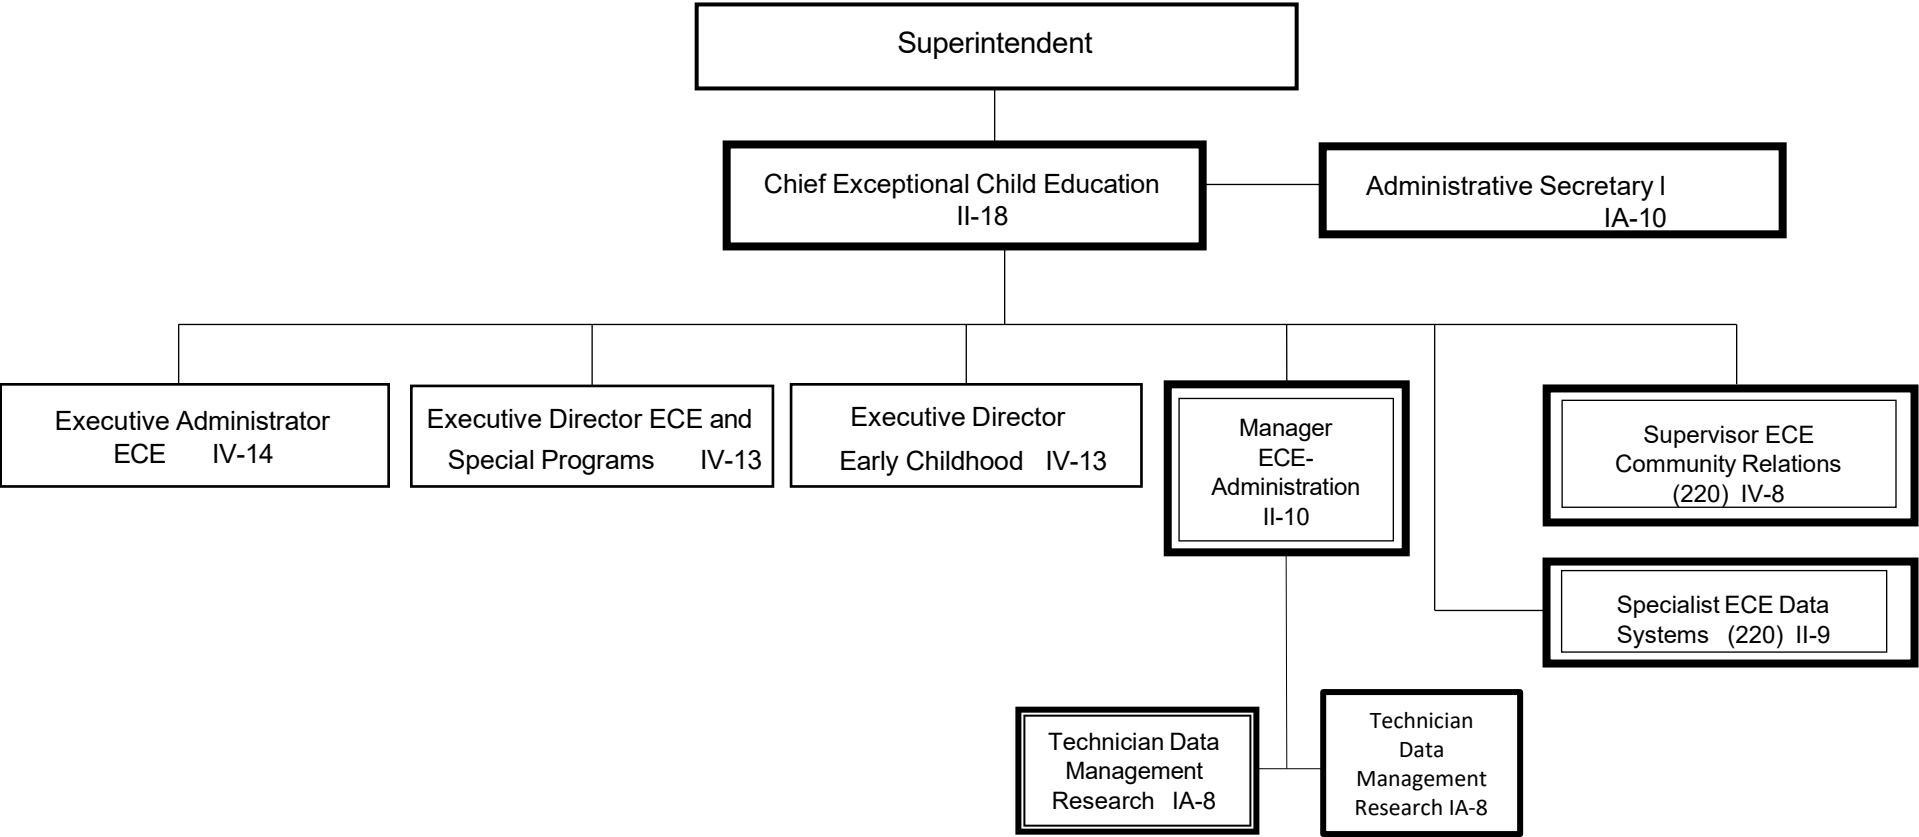 Superintendent
Chief Exceptional Child Education
II-18
Administrative Secretary I
IA-10
Executive Administrator
ECE IV-14
Executive Director ECE and
Special Programs IV-13
Executive Director
Early Childhood IV-13
Manager
ECE-
Administration
II-10
Supervisor ECE
Community Relations
(220) IV-8
Specialist ECE Data
Systems (220) II-9
Technician Data
Management
Research IA-8
Technician
Data
Management
Research IA-8